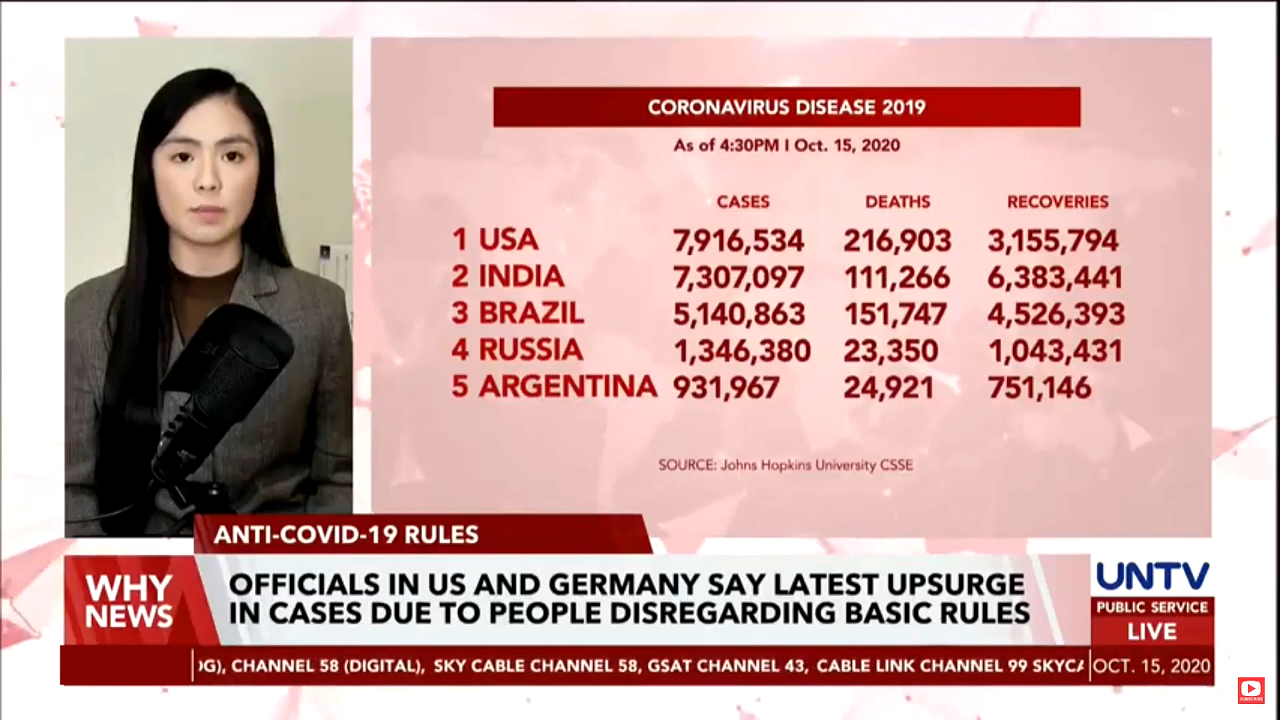 CORONAVIRUS DISEASE 2019
As of 4:30PM I Oct. 15, 2020
CASES DEATHS RECOVERIES
1 USA 7,916,534 216,903 3,155,794
2 INDIA 7,307,097 111,266 6,383,441
3 BRAZIL 5,140,863 151,747 4,526,393
4 RUSSIA 1,346,380 23,350 1,043,431
5 ARGENTINA 931,967 24,921 751,146
SOURCE: Johns Hopkins University CSSE
ANTI-COVID-19 RULES
WHY
NEWS
OFFICIALS IN US AND GERMANY SAY LATEST UPSURGE
IN CASES DUE TO PEOPLE DISREGARDING BASIC RULES
UNTV
PUBLIC SERVICE
LIVE
OG), CHANNEL 58 (DIGITAL), SKY CABLE CHANNEL 58, GSAT CHANNEL 43, CABLE LINK CHANNEL 99 SKYCA
OCT. 15, 2020
SUBSCRIBE